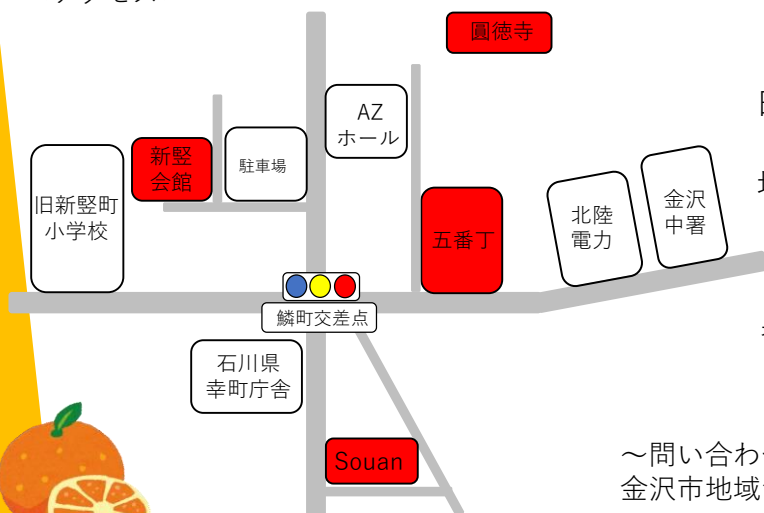 圓徳寺
AZ
ホール
新竪
会館
駐車場
旧新竪町
小学校
五番丁
北陸
電力
金沢
中署
鱗町交差点
石川県
幸町庁舎
Souan
～問い合わ
金沢市地域